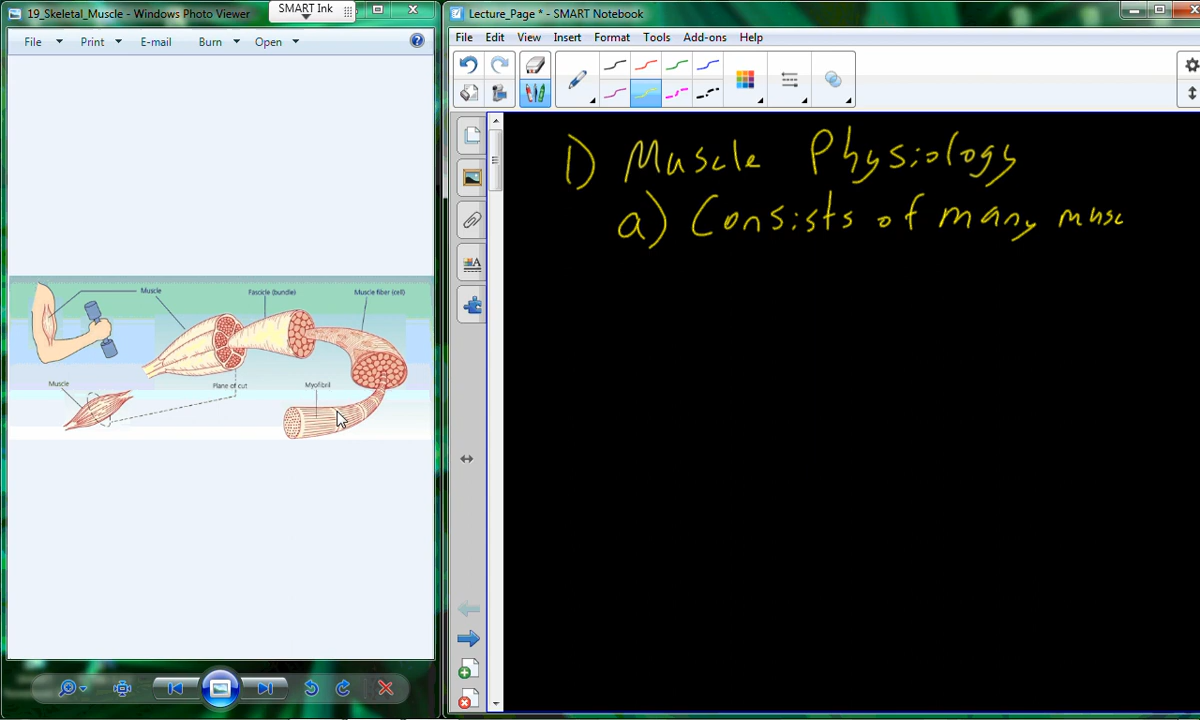 19_Skeletal_Muscle - Windows Photo Viewer
SMART Ink
File Print E-mail Burn Open
Muscle
Fascicle (bundle)
Muscle fiber (cell)
Muscle
Plane of cut
Myofibril
Lecture_Page * - SMART Notebook
File Edit View Insert Format Tools Add-ons Help
1) Muscle Physiology
a) Consists of many musc